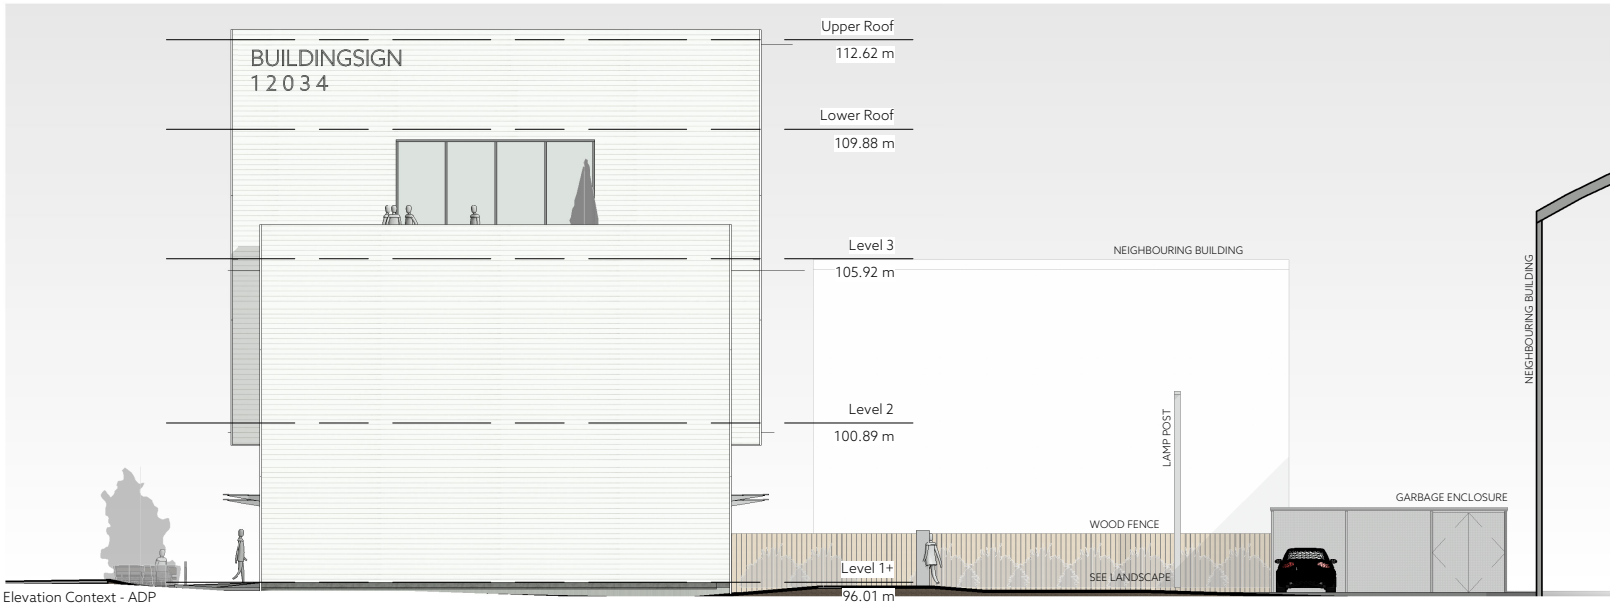 Upper Roof
112.62 m
BUILDINGSIGN
12034
Lower Roof
109.88 m
Level 3
105.92 m
NEIGHBOURING BUILDING
NEIGHBOURING BUILDING
Level 2
100.89 m
LAMP POST
GARBAGE ENCLOSURE
WOOD FENCE
Level 1+
96.01 m
SEE LANDSCAPE
Elevation Context - ADP